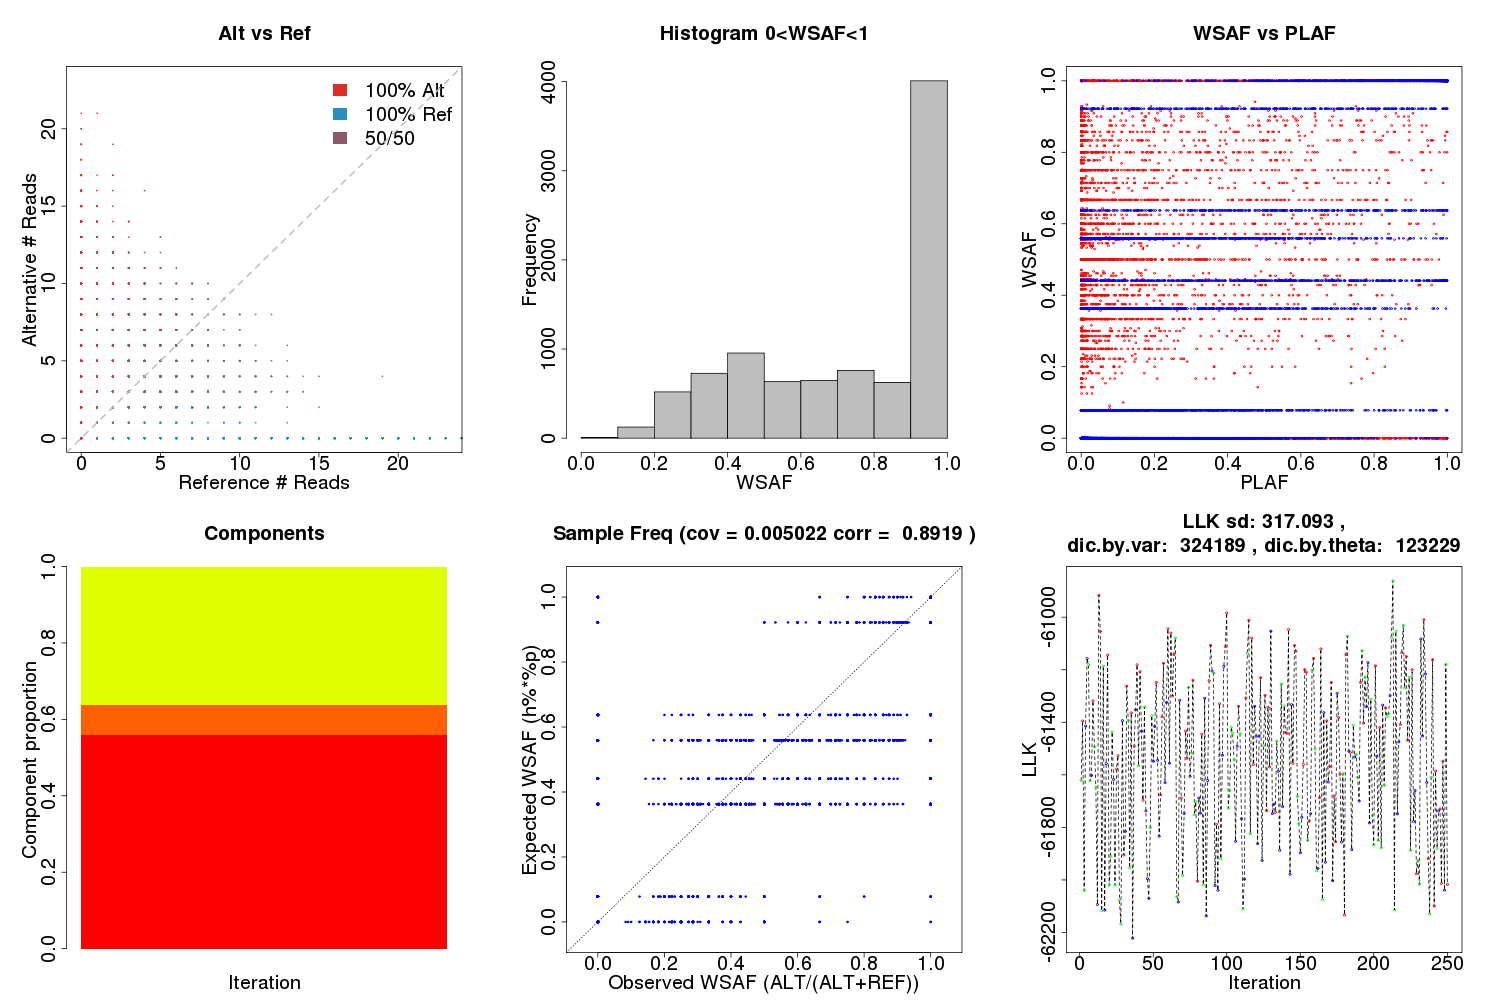 Alt vs Ref
100% Alt
100% Ref
50/50
Alternative # Reads
0 5 10 15 20
0 5 10 15 20
Reference # Reads
Histogram 0<WSAF<1
Frequency
0 1000 2000 3000 4000
0.0 0.2 0.4 0.6 0.8 1.0
WSAF
WSAF vs PLAF
WSAF
0.0 0.2 0.4 0.6 0.8 1.0
0.0 0.2 0.4 0.6 0.8 1.0
PLAF
Components
Component proportion
0.0 0.2 0.4 0.6 0.8 1.0
Iteration
Sample Freq (cov = 0.005022 corr = 0.8919 )
Expected WSAF (h%*%p)
0.0 0.2 0.4 0.6 0.8 1.0
0.0 0.2 0.4 0.6 0.8 1.0
Observed WSAF (ALT/(ALT+REF))
LLK sd: 317.093 ,
dic.by.var: 324189 , dic.by.theta: 123229
LLK
-62200 -61800 -61400 -61000
0 50 100 150 200 250
Iteration